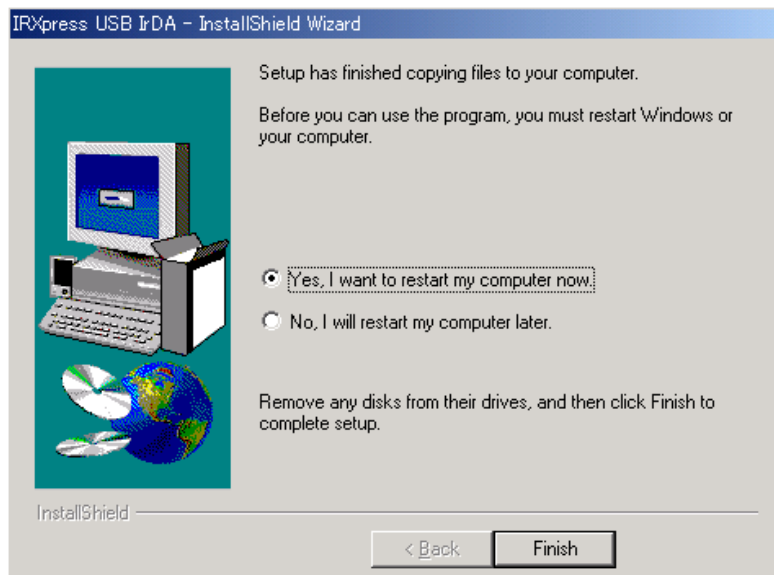 IRXpress USB IrDA - InstallShield Wizard
Setup has finished copying files to your computer.
Before you can use the program, you must restart Windows or
your computer.
Yes, I want to restart my computer now.
No, I will restart my computer later.
Remove any disks from their drives, and then click Finish to
complete setup.
InstallShield
< Back
Finish